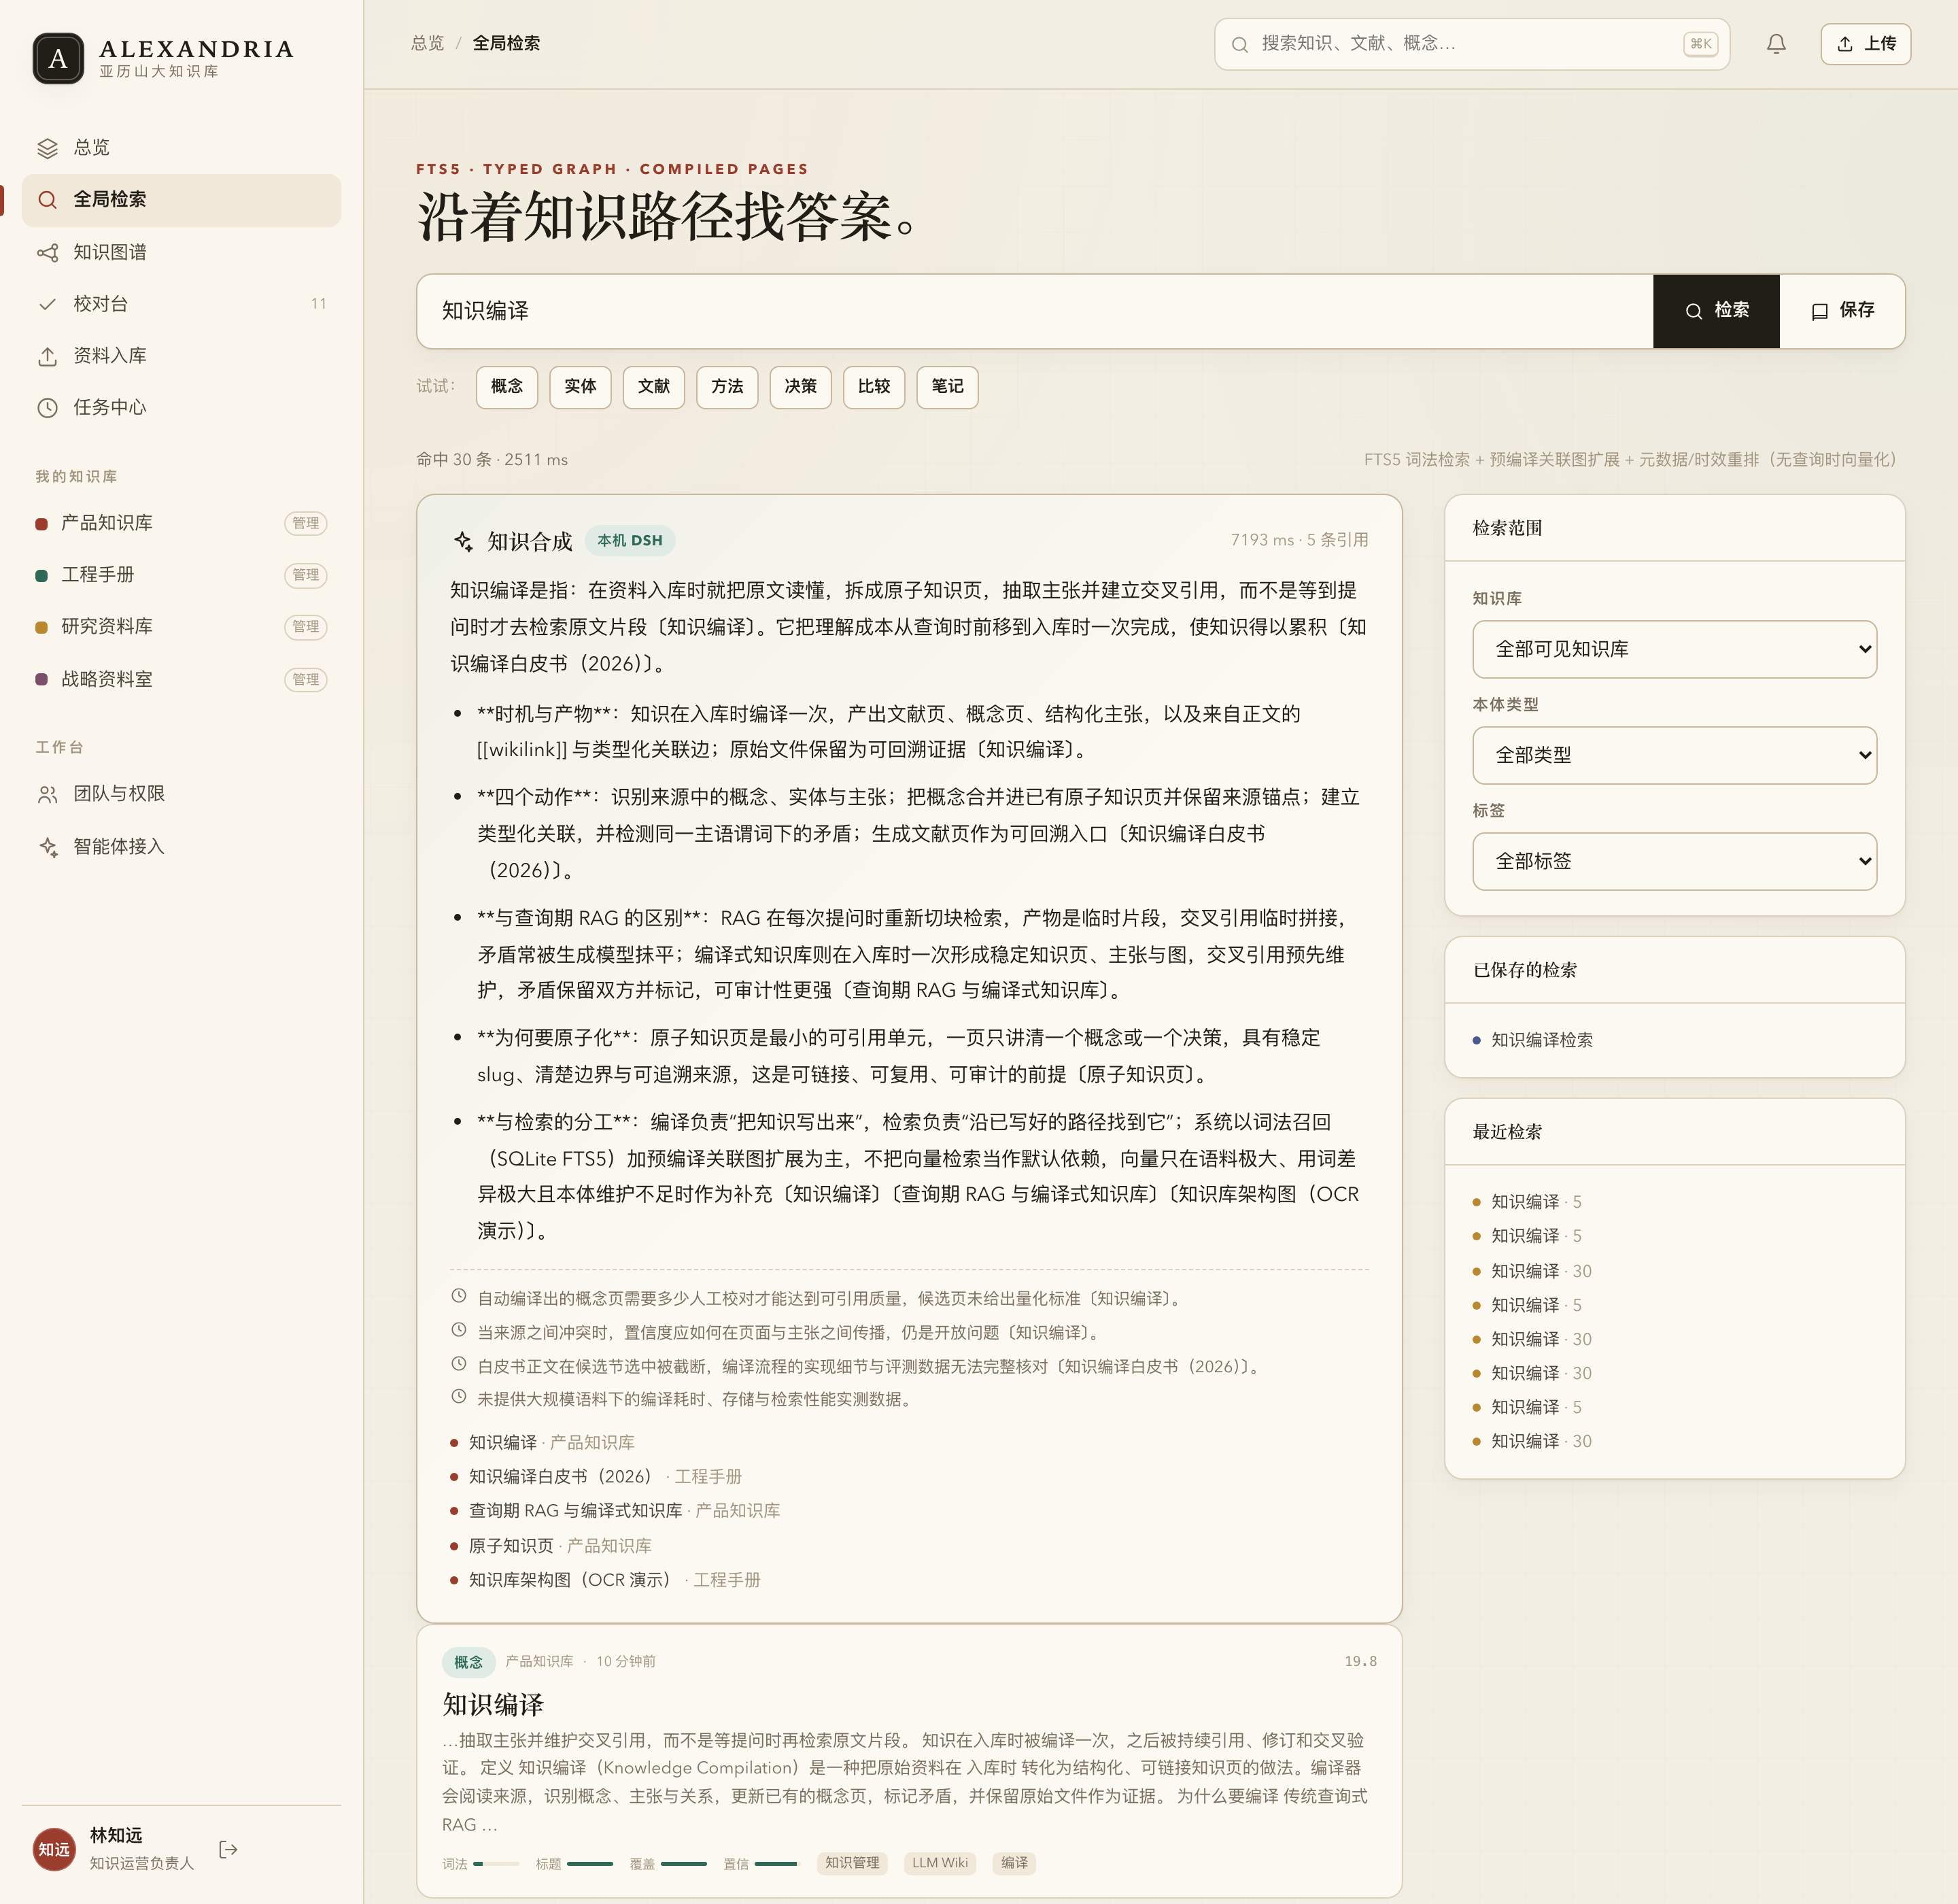 A
ALEXANDRIA
亚历山大知识库
总览
全局检索
知识图谱
校对台 11
资料入库
任务中心
我的知识库
产品知识库 管理
工程手册 管理
研究资料库 管理
战略资料室 管理
工作台
团队与权限
智能体接入
知远
林知远
知识运营负责人
总览 / 全局检索
搜索知识、文献、概念... ⌘K
上传
FTS5 · TYPED GRAPH · COMPILED PAGES
沿着知识路径找答案。
知识编译
检索
保存
试试： 概念 实体 文献 方法 决策 比较 笔记
命中 30 条 · 2511 ms
FTS5 词法检索 + 预编译关联图扩展 + 元数据/时效重排（无查询时向量化）
知识合成 本机 DSH 7193 ms · 5 条引用
知识编译是指：在资料入库时就把原文读懂，拆成原子知识页，抽取主张并建立交叉引用，而不是等到提
问时才去检索原文片段〔知识编译〕。它把理解成本从查询时前移到入库时一次完成，使知识得以累积〔知
识编译白皮书（2026）〕。
• **时机与产物**：知识在入库时编译一次，产出文献页、概念页、结构化主张，以及来自正文的
[[wikilink]] 与类型化关联边；原始文件保留为可回溯证据〔知识编译〕。
• **四个动作**：识别来源中的概念、实体与主张；把概念合并进已有原子知识页并保留来源锚点；建立
类型化关联，并检测同一主语谓词下的矛盾；生成文献页作为可回溯入口〔知识编译白皮书
（2026）〕。
• **与查询期 RAG 的区别**：RAG 在每次提问时重新切块检索，产物是临时片段，交叉引用临时拼接，
矛盾常被生成模型抹平；编译式知识库则在入库时一次形成稳定知识页、主张与图，交叉引用预先维
护，矛盾保留双方并标记，可审计性更强〔查询期 RAG 与编译式知识库〕。
• **为何要原子化**：原子知识页是最小的可引用单元，一页只讲清一个概念或一个决策，具有稳定
slug、清楚边界与可追溯来源，这是可链接、可复用、可审计的前提〔原子知识页〕。
• **与检索的分工**：编译负责“把知识写出来”，检索负责“沿已写好的路径找到它”；系统以词法召回
（SQLite FTS5）加预编译关联图扩展为主，不把向量检索当作默认依赖，向量只在语料极大、用词差
异极大且本体维护不足时作为补充〔知识编译〕〔查询期 RAG 与编译式知识库〕〔知识库架构图（OCR
演示）〕。
自动编译出的概念页需要多少人工校对才能达到可引用质量，候选页未给出量化标准〔知识编译〕。
当来源之间冲突时，置信度应如何在页面与主张之间传播，仍是开放问题〔知识编译〕。
白皮书正文在候选节选中被截断，编译流程的实现细节与评测数据无法完整核对〔知识编译白皮书（2026）〕。
未提供大规模语料下的编译耗时、存储与检索性能实测数据。
知识编译 · 产品知识库
知识编译白皮书（2026） · 工程手册
查询期 RAG 与编译式知识库 · 产品知识库
原子知识页 · 产品知识库
知识库架构图（OCR 演示） · 工程手册
概念 产品知识库 · 10 分钟前 19.8
知识编译
...抽取主张并维护交叉引用，而不是等提问时再检索原文片段。 知识在入库时被编译一次，之后被持续引用、修订和交叉验
证。 定义 知识编译（Knowledge Compilation）是一种把原始资料在 入库时 转化为结构化、可链接知识页的做法。编译器
会阅读来源，识别概念、主张与关系，更新已有的概念页，标记矛盾，并保留原始文件作为证据。 为什么要编译 传统查询式
RAG ...
词法 标题 覆盖 置信 知识管理 LLM Wiki 编译
检索范围
知识库
全部可见知识库
本体类型
全部类型
标签
全部标签
已保存的检索
知识编译检索
最近检索
知识编译 · 5
知识编译 · 5
知识编译 · 30
知识编译 · 5
知识编译 · 30
知识编译 · 30
知识编译 · 5
知识编译 · 30